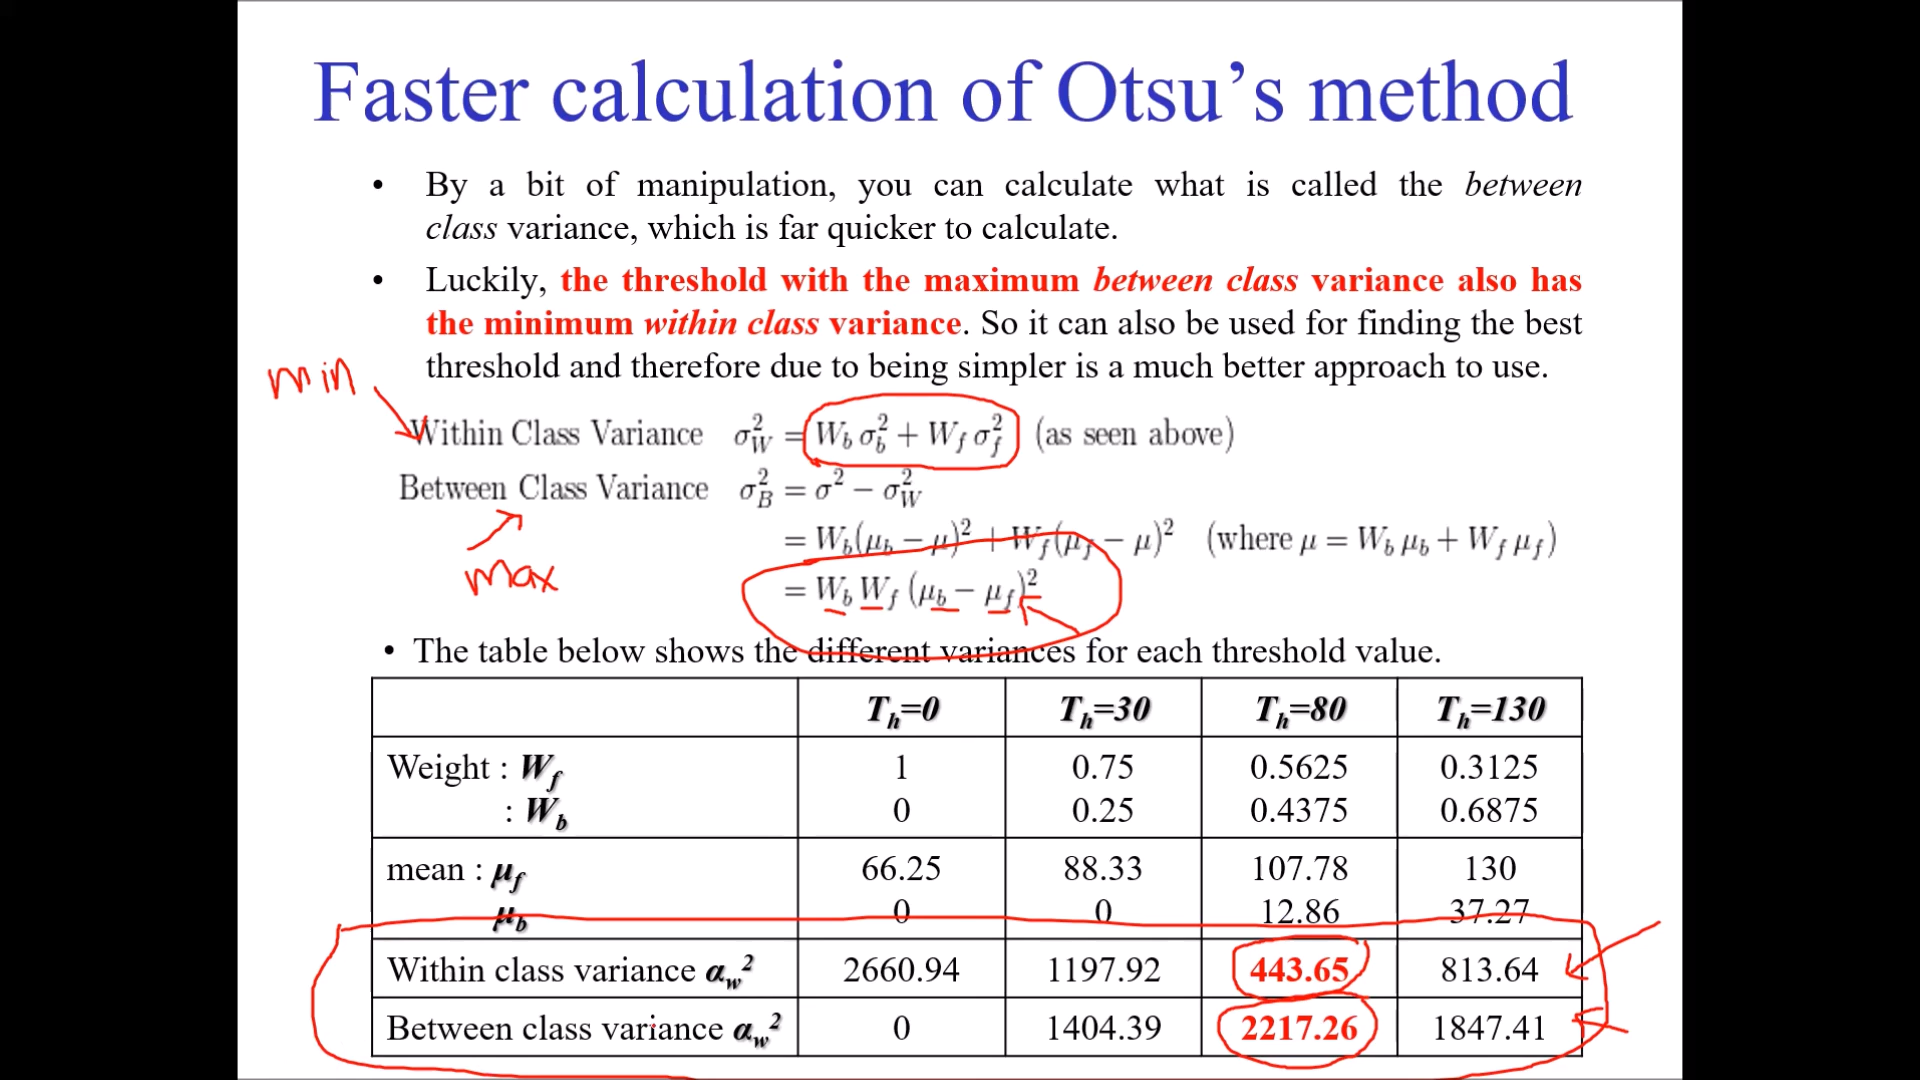 Faster calculation of Otsu’s method
• By a bit of manipulation, you can calculate what is called the between
class variance, which is far quicker to calculate.
• Luckily, the threshold with the maximum between class variance also has
the minimum within class variance. So it can also be used for finding the best
threshold and therefore due to being simpler is a much better approach to use.
min
Within Class Variance σ²_W = W_b σ²_b + W_f σ²_f (as seen above)
Between Class Variance σ²_B = σ² − σ²_W
= W_b(μ_b − μ)² + W_f(μ_f − μ)² (where μ = W_b μ_b + W_f μ_f)
max
= W_b W_f (μ_b − μ_f)²
• The table below shows the different variances for each threshold value.
T_h=0 T_h=30 T_h=80 T_h=130
Weight : W_f 1 0.75 0.5625 0.3125
: W_b 0 0.25 0.4375 0.6875
mean : μ_f 66.25 88.33 107.78 130
μ_b 0 0 12.86 37.27
Within class variance α_w² 2660.94 1197.92 443.65 813.64
Between class variance α_w² 0 1404.39 2217.26 1847.41